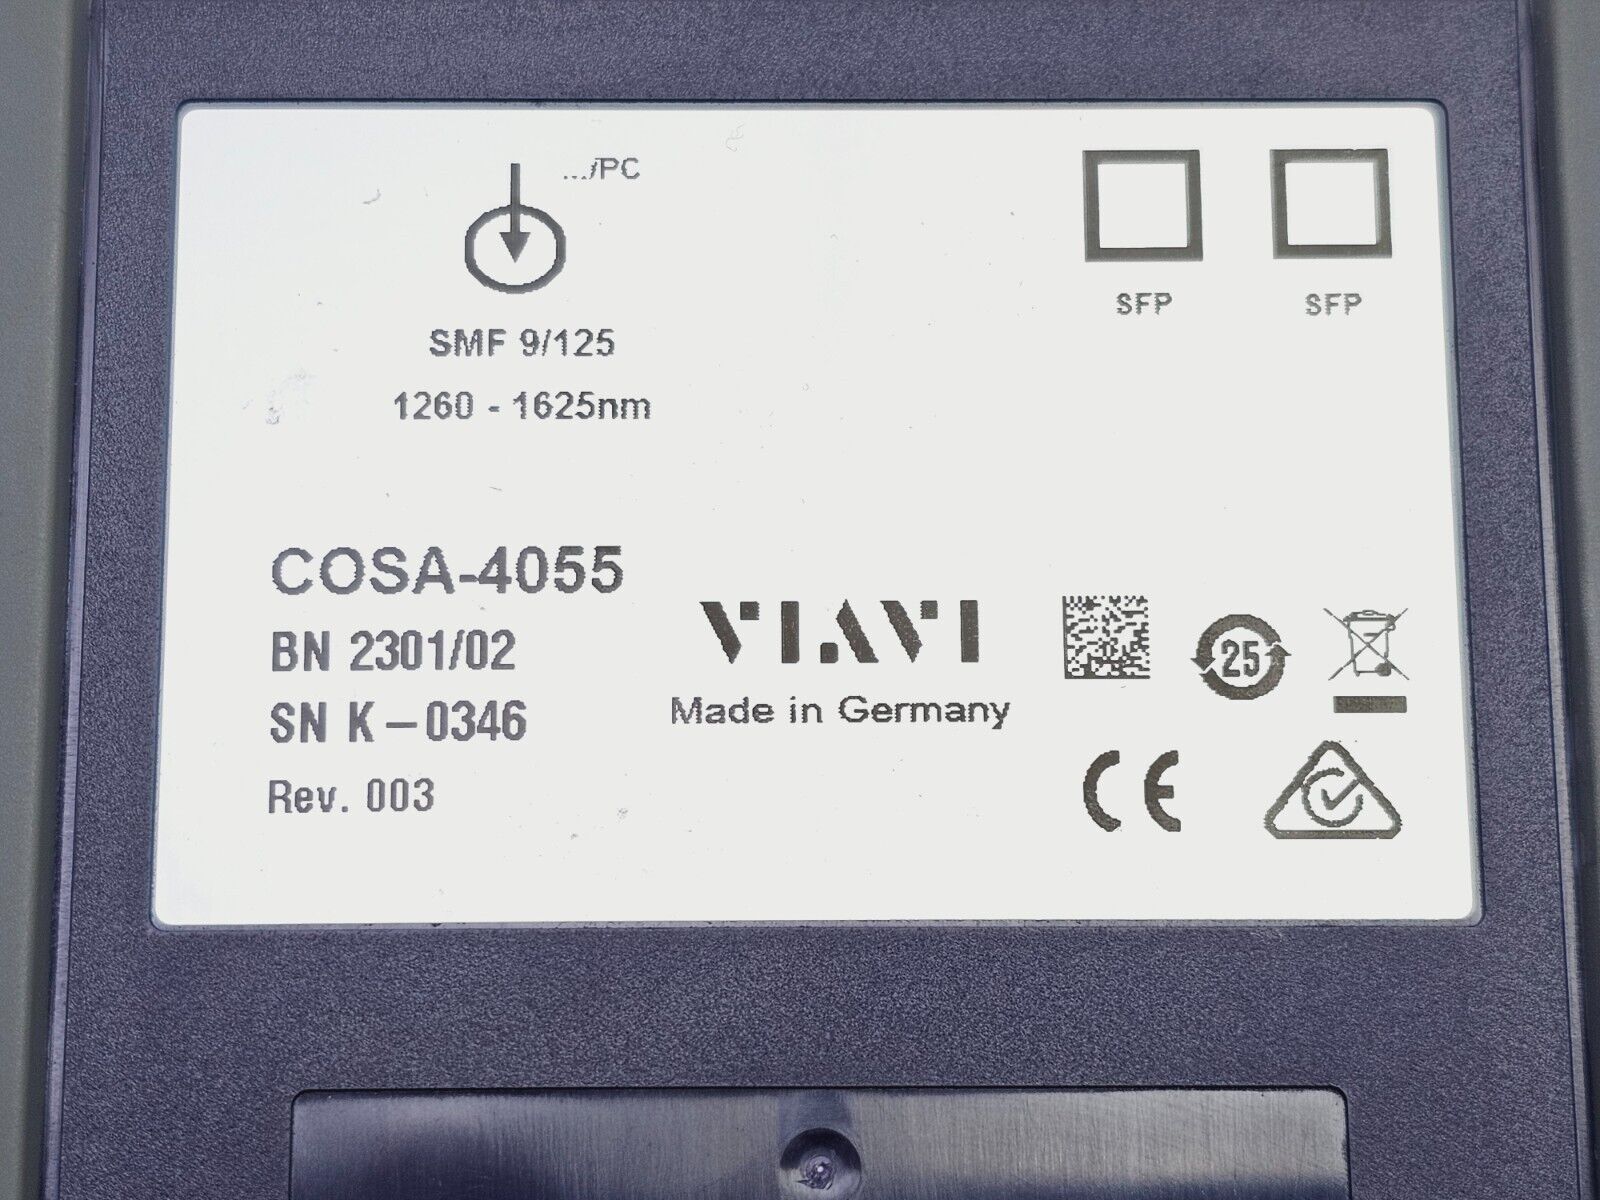 .../PC
SMF 9/125
1260 - 1625nm
SFP SFP
COSA-4055
BN 2301/02
SN K – 0346
Rev. 003
VIAVI
Made in Germany
25
CE